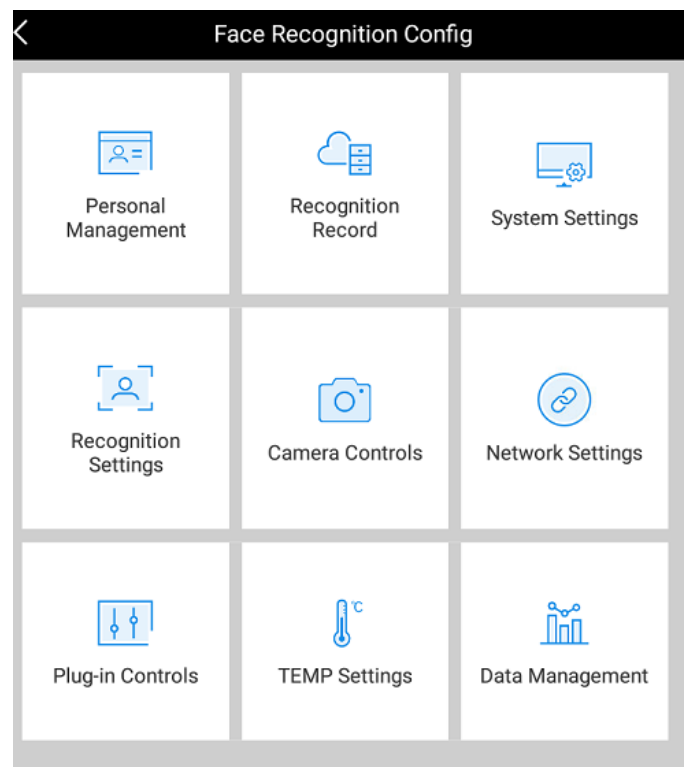 Face Recognition Config
Personal
Management
Recognition
Record
System Settings
Recognition
Settings
Camera Controls
Network Settings
Plug-in Controls
°C
TEMP Settings
Data Management